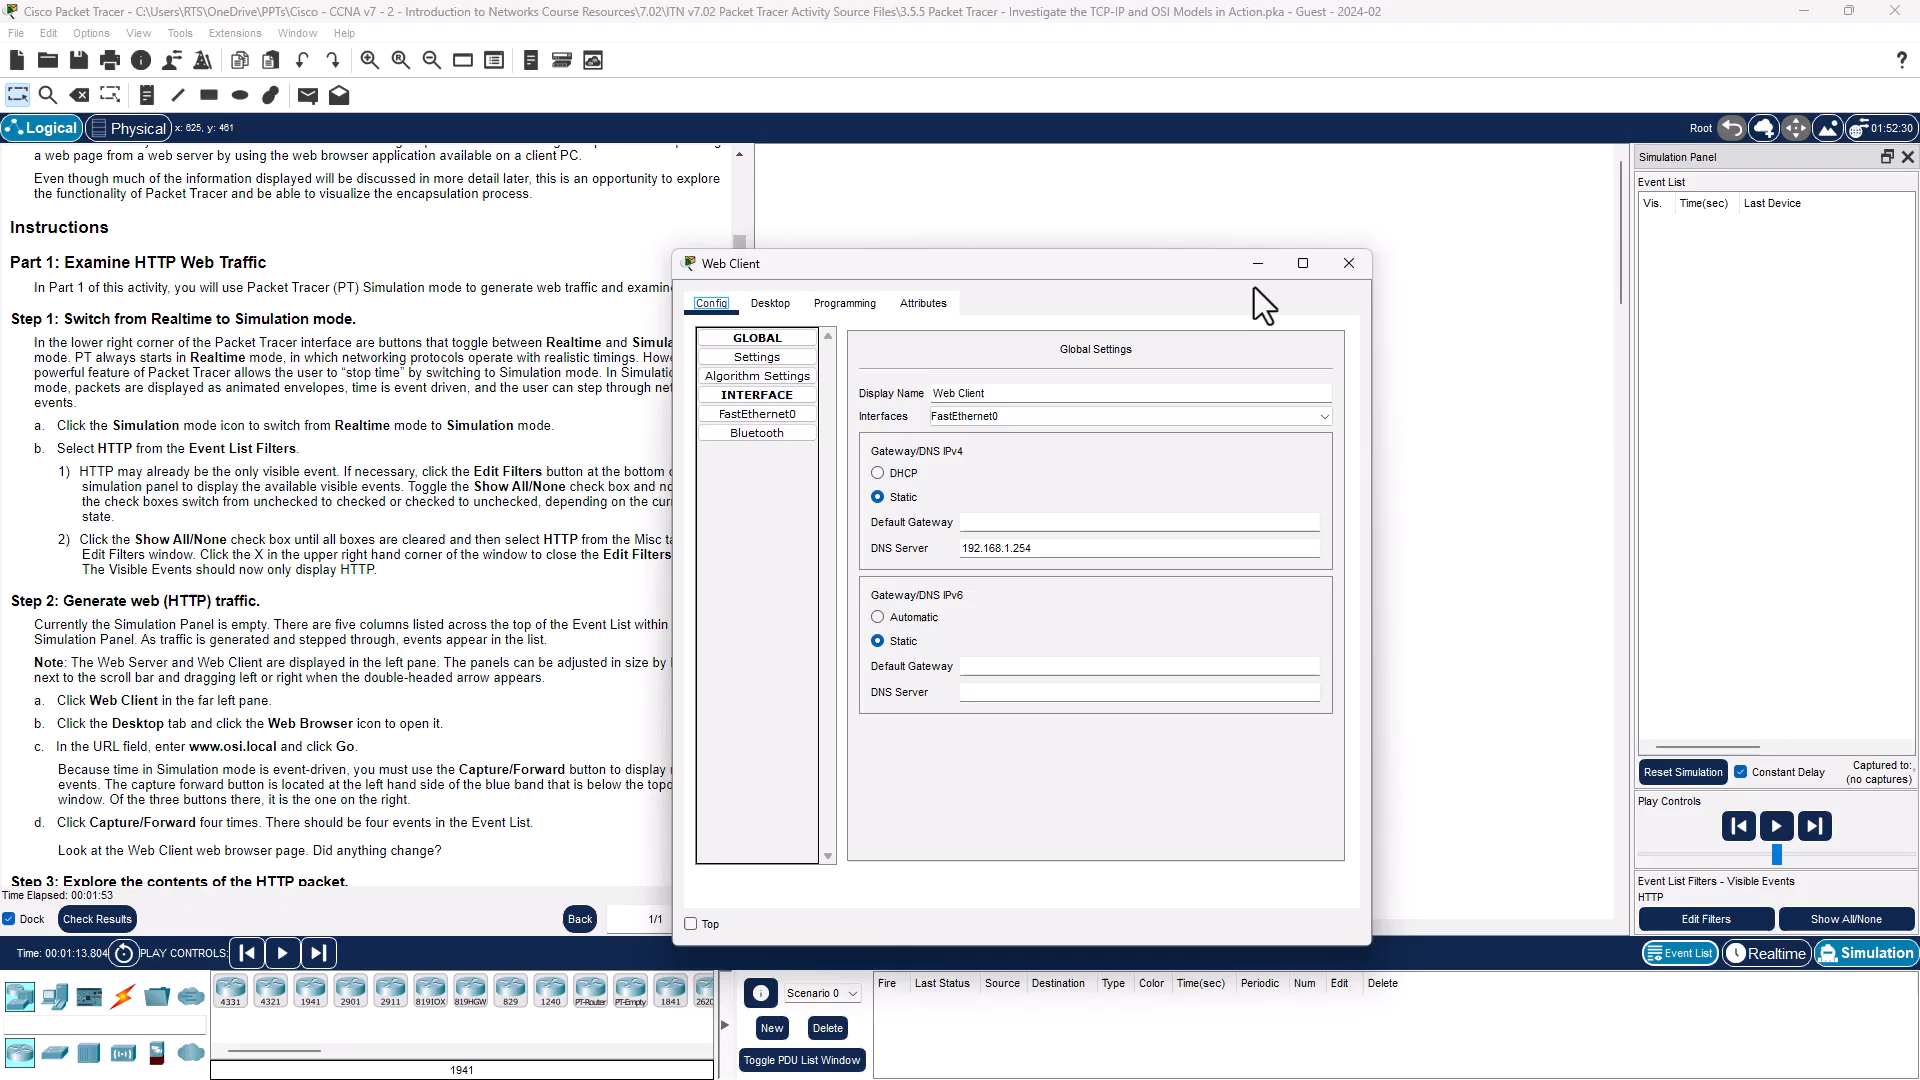 Cisco Packet Tracer - C:\Users\RTS\OneDrive\PPTs\Cisco - CCNA v7 - 2 - Introduction to Networks Course Resources\7.02\ITN v7.02 Packet Tracer Activity Source Files\3.5.5 Packet Tracer - Investigate the TCP-IP and OSI Models in Action.pka - Guest - 2024-02
File Edit Options View Tools Extensions Window Help
Logical Physical x: 625, y: 461 Root 01:52:30
a web page from a web server by using the web browser application available on a client PC.
Even though much of the information displayed will be discussed in more detail later, this is an opportunity to explore
the functionality of Packet Tracer and be able to visualize the encapsulation process.
Instructions
Part 1: Examine HTTP Web Traffic
In Part 1 of this activity, you will use Packet Tracer (PT) Simulation mode to generate web traffic and examin
Step 1: Switch from Realtime to Simulation mode.
In the lower right corner of the Packet Tracer interface are buttons that toggle between Realtime and Simula
mode. PT always starts in Realtime mode, in which networking protocols operate with realistic timings. Howe
powerful feature of Packet Tracer allows the user to “stop time” by switching to Simulation mode. In Simulatio
mode, packets are displayed as animated envelopes, time is event driven, and the user can step through net
events.
a. Click the Simulation mode icon to switch from Realtime mode to Simulation mode.
b. Select HTTP from the Event List Filters.
1) HTTP may already be the only visible event. If necessary, click the Edit Filters button at the bottom o
simulation panel to display the available visible events. Toggle the Show All/None check box and no
the check boxes switch from unchecked to checked or checked to unchecked, depending on the curr
state.
2) Click the Show All/None check box until all boxes are cleared and then select HTTP from the Misc ta
Edit Filters window. Click the X in the upper right hand corner of the window to close the Edit Filters
The Visible Events should now only display HTTP.
Step 2: Generate web (HTTP) traffic.
Currently the Simulation Panel is empty. There are five columns listed across the top of the Event List within
Simulation Panel. As traffic is generated and stepped through, events appear in the list.
Note: The Web Server and Web Client are displayed in the left pane. The panels can be adjusted in size by
next to the scroll bar and dragging left or right when the double-headed arrow appears.
a. Click Web Client in the far left pane.
b. Click the Desktop tab and click the Web Browser icon to open it.
c. In the URL field, enter www.osi.local and click Go.
Because time in Simulation mode is event-driven, you must use the Capture/Forward button to display
events. The capture forward button is located at the left hand side of the blue band that is below the topo
window. Of the three buttons there, it is the one on the right.
d. Click Capture/Forward four times. There should be four events in the Event List.
Look at the Web Client web browser page. Did anything change?
Step 3: Explore the contents of the HTTP packet.
Time Elapsed: 00:01:53
Dock Check Results Back 1/1
Web Client
Config Desktop Programming Attributes
GLOBAL
Settings
Algorithm Settings
INTERFACE
FastEthernet0
Bluetooth
Global Settings
Display Name Web Client
Interfaces FastEthernet0
Gateway/DNS IPv4
DHCP
Static
Default Gateway
DNS Server 192.168.1.254
Gateway/DNS IPv6
Automatic
Static
Default Gateway
DNS Server
Top
Simulation Panel
Event List
Vis. Time(sec) Last Device
Reset Simulation Constant Delay Captured to:
(no captures)
Play Controls
Event List Filters - Visible Events
HTTP
Edit Filters Show All/None
Time: 00:01:13.804 PLAY CONTROLS: Event List Realtime Simulation
4331 4321 1941 2901 2911 819IOX 819HGW 829 1240 PT-Router PT-Empty 1841 2620
1941
Scenario 0
New Delete
Toggle PDU List Window
Fire Last Status Source Destination Type Color Time(sec) Periodic Num Edit Delete